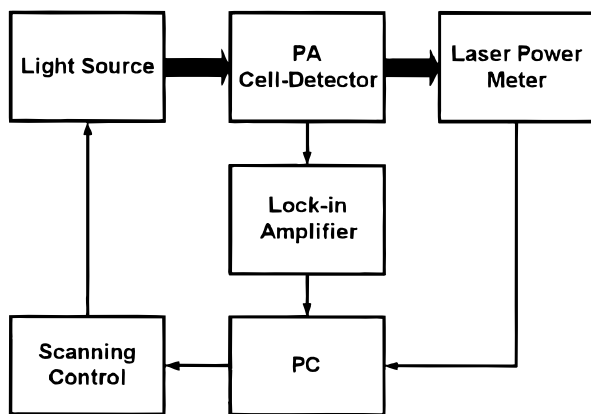 Light Source
PA
Cell-Detector
Laser Power
Meter
Lock-in
Amplifier
Scanning
Control
PC